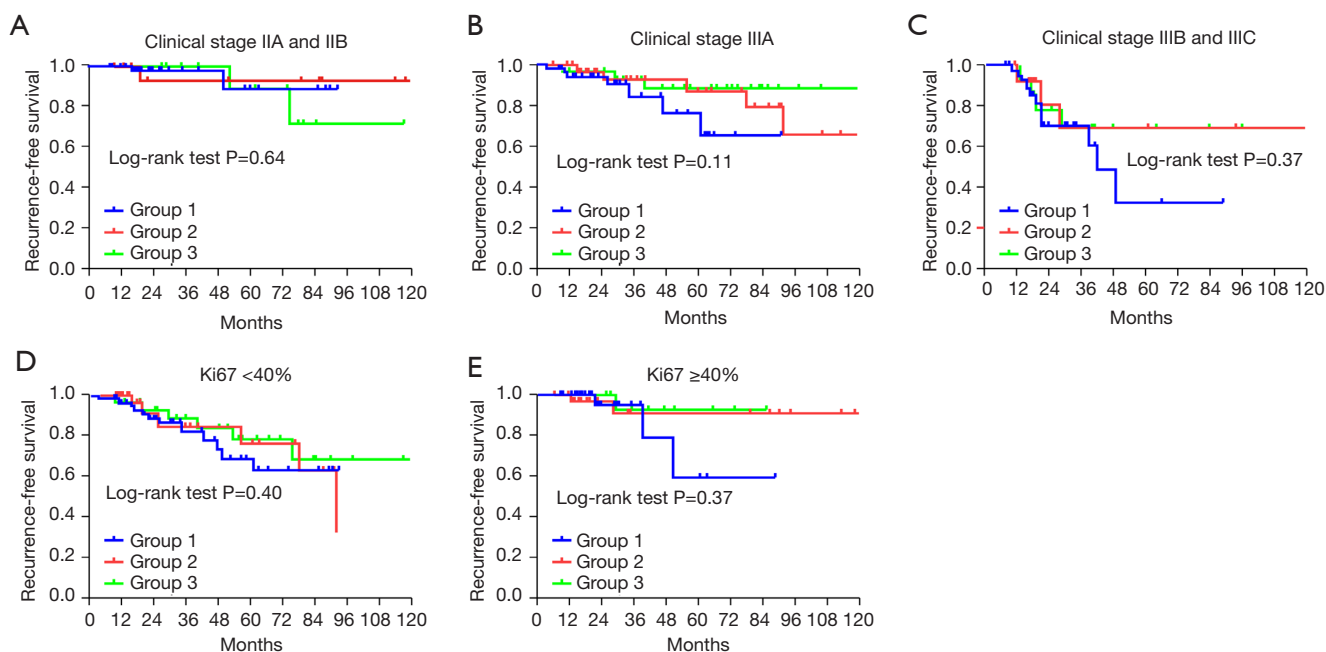 A
Clinical stage IIA and IIB
Recurrence-free survival
1.0
0.8
0.6
0.4
0.2
0.0
Log-rank test P=0.64
Group 1
Group 2
Group 3
0 12 24 36 48 60 72 84 96 108 120
Months
B
Clinical stage IIIA
Recurrence-free survival
1.0
0.8
0.6
0.4
0.2
0.0
Log-rank test P=0.11
Group 1
Group 2
Group 3
0 12 24 36 48 60 72 84 96 108 120
Months
C
Clinical stage IIIB and IIIC
Recurrence-free survival
1.0
0.8
0.6
0.4
0.2
0.0
Log-rank test P=0.37
Group 1
Group 2
Group 3
0 12 24 36 48 60 72 84 96 108 120
Months
D
Ki67 <40%
Recurrence-free survival
1.0
0.8
0.6
0.4
0.2
0.0
Log-rank test P=0.40
Group 1
Group 2
Group 3
0 12 24 36 48 60 72 84 96 108 120
Months
E
Ki67 ≥40%
Recurrence-free survival
1.0
0.8
0.6
0.4
0.2
0.0
Log-rank test P=0.37
Group 1
Group 2
Group 3
0 12 24 36 48 60 72 84 96 108 120
Months